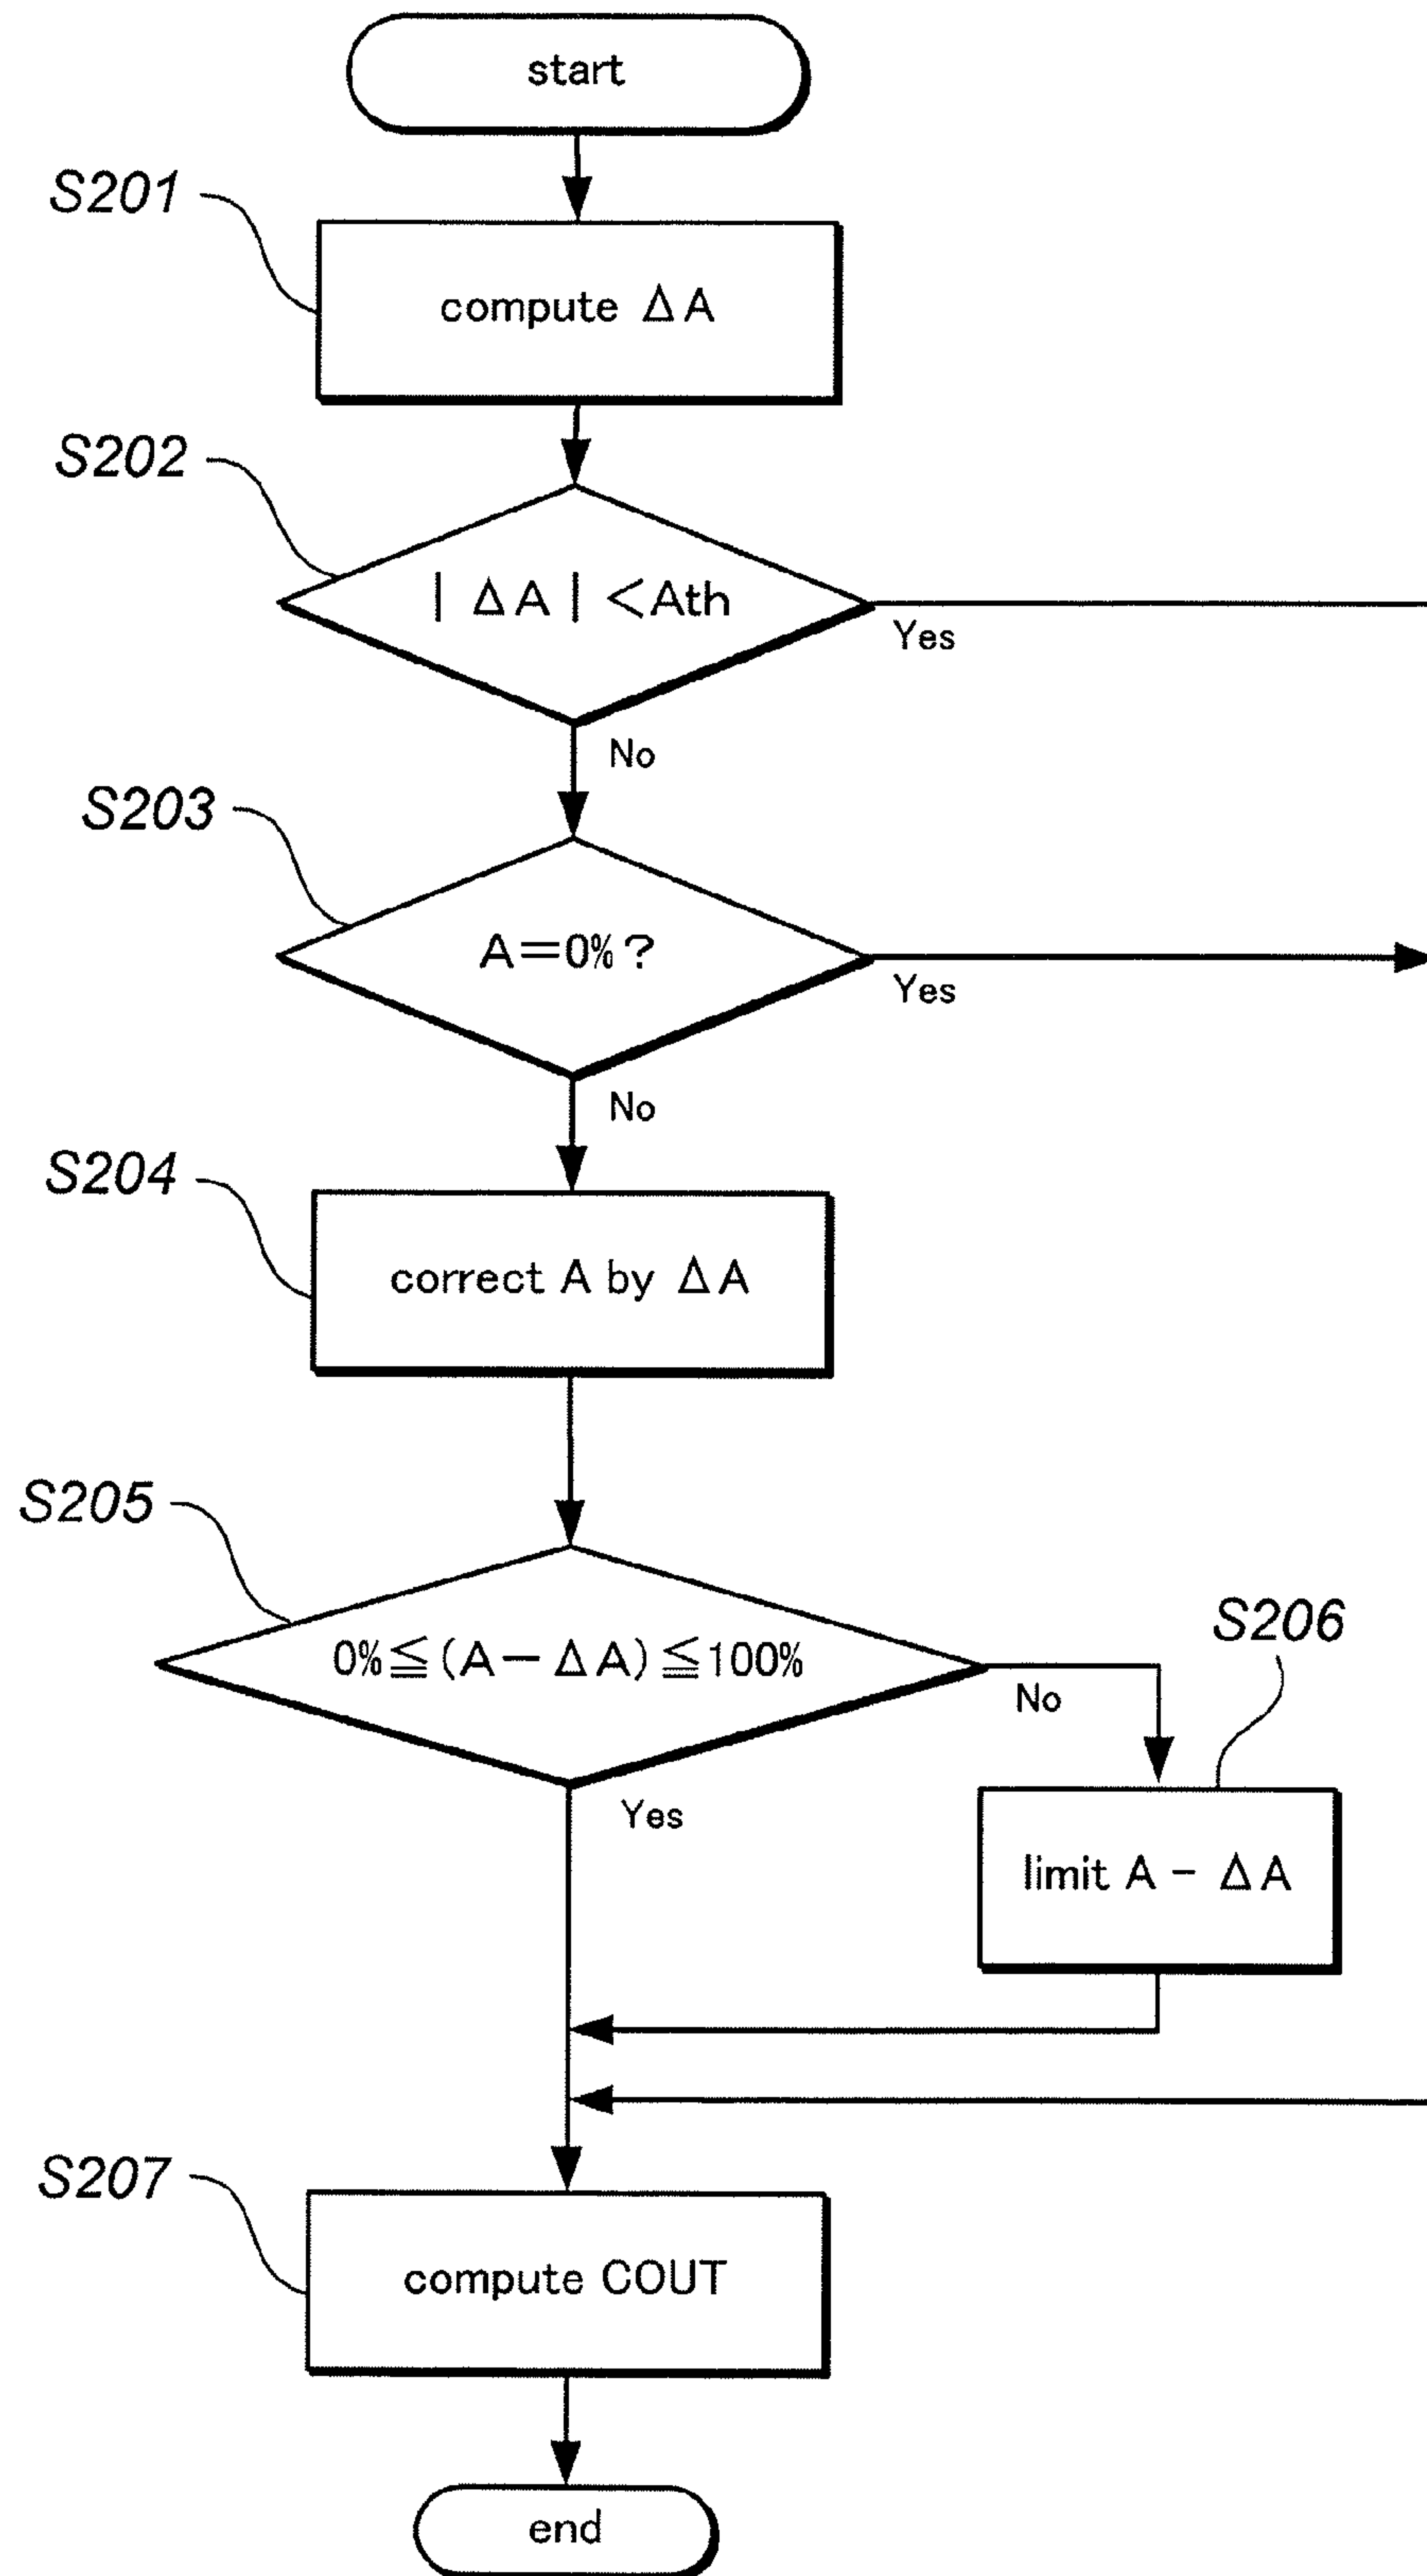 start
S201
compute ΔA
S202
| ΔA | <Ath
Yes
No
S203
A=0%?
Yes
No
S204
correct A by ΔA
S205
0%≦(A-ΔA)≦100%
No
S206
Yes
limit A - ΔA
S207
compute COUT
end